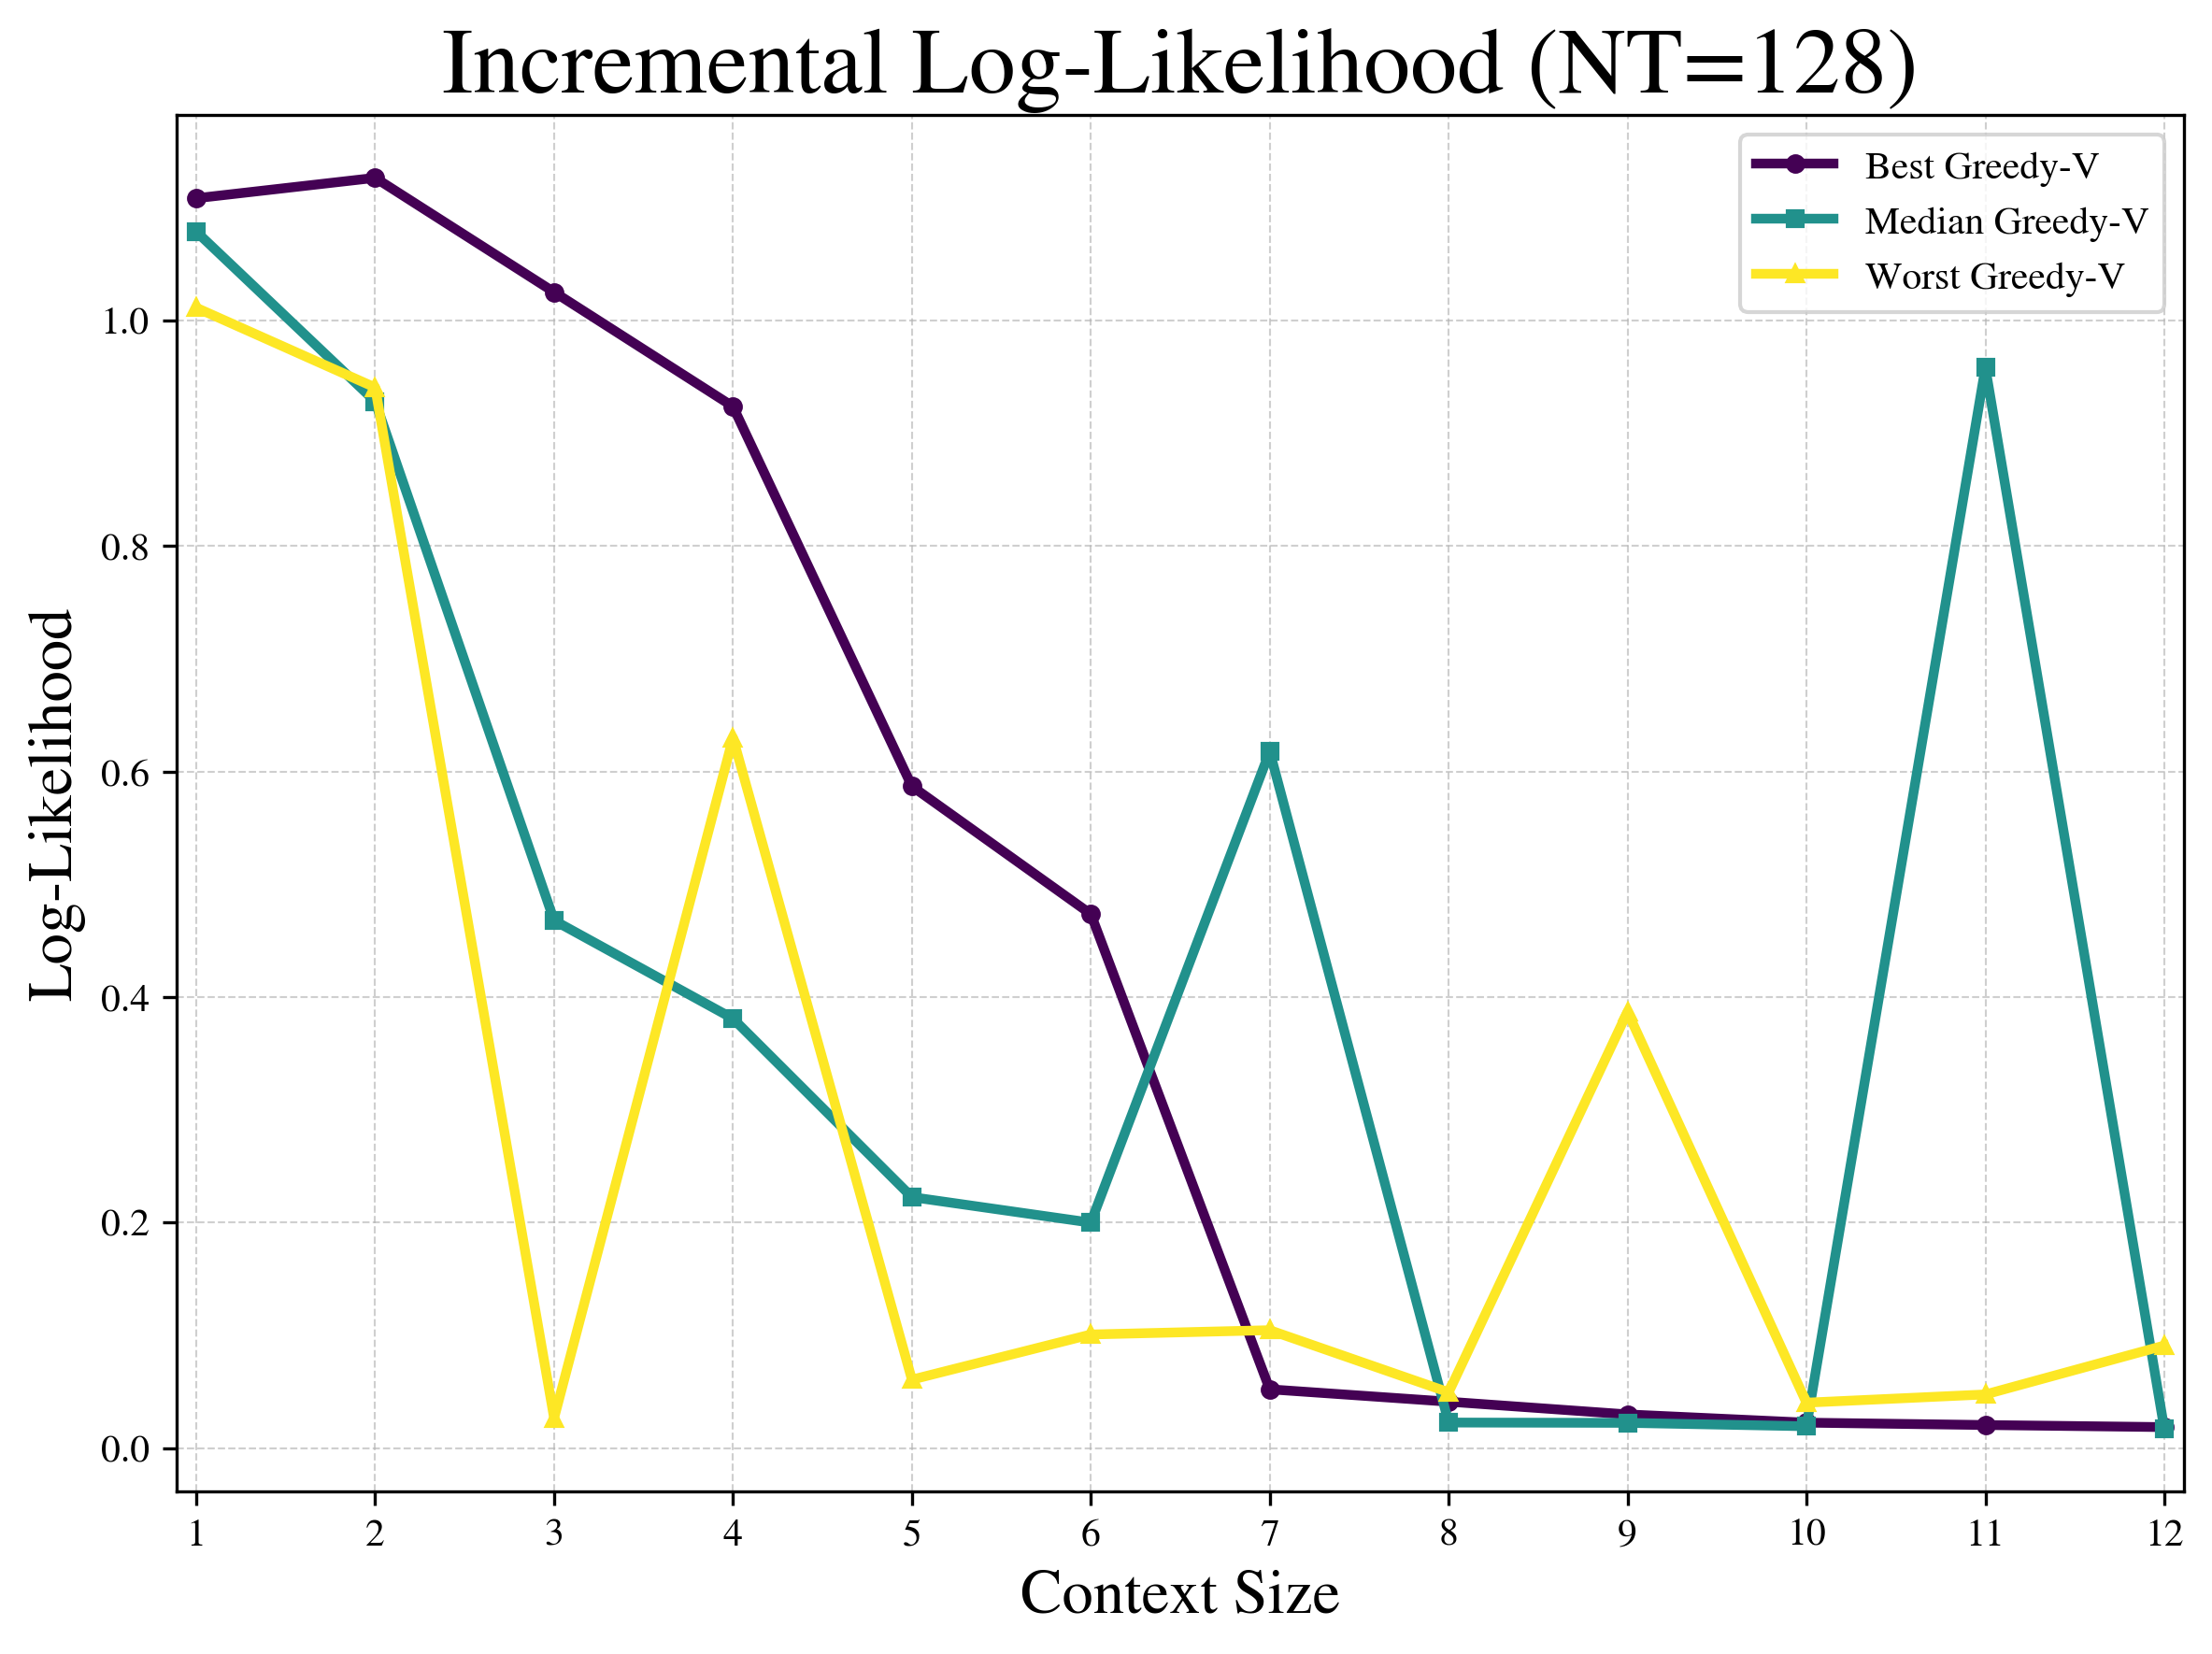 Incremental Log-Likelihood (NT=128)
Best Greedy-V
Median Greedy-V
Worst Greedy-V
Log-Likelihood
1.0
0.8
0.6
0.4
0.2
0.0
1 2 3 4 5 6 7 8 9 10 11 12
Context Size